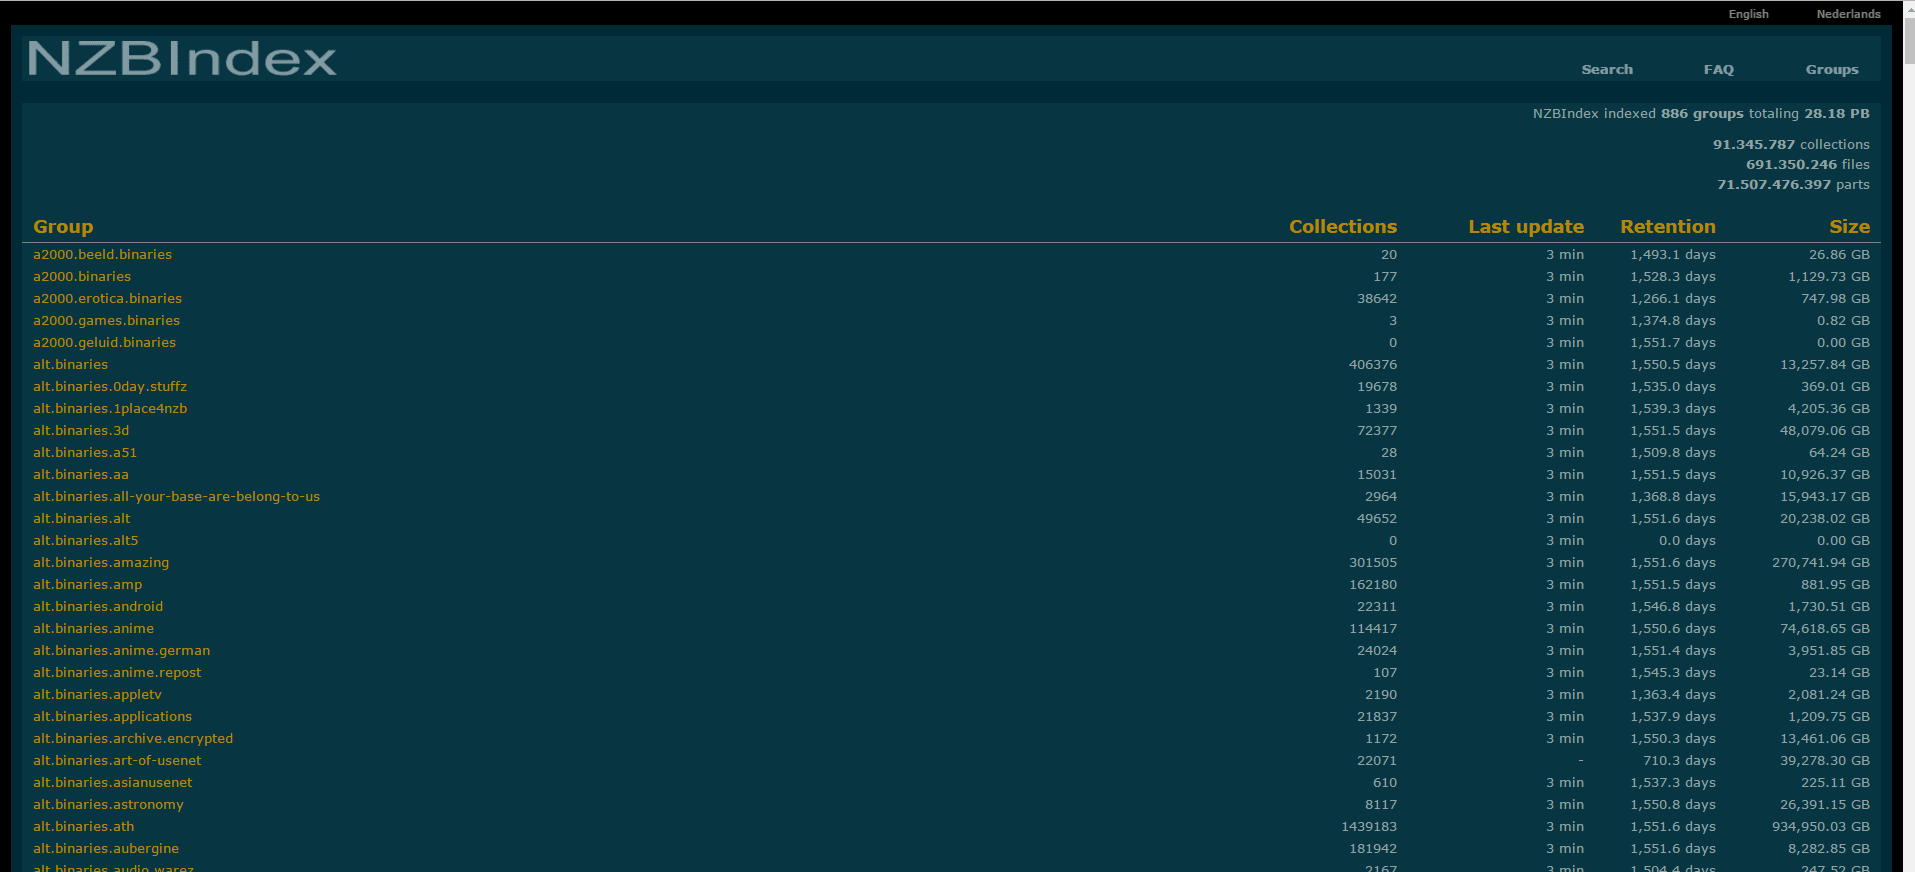 English Nederlands
NZBIndex
Search FAQ Groups
NZBIndex indexed 886 groups totaling 28.18 PB
91.345.787 collections
691.350.246 files
71.507.476.397 parts
Group Collections Last update Retention Size
a2000.beeld.binaries 20 3 min 1,493.1 days 26.86 GB
a2000.binaries 177 3 min 1,528.3 days 1,129.73 GB
a2000.erotica.binaries 38642 3 min 1,266.1 days 747.98 GB
a2000.games.binaries 3 3 min 1,374.8 days 0.82 GB
a2000.geluid.binaries 0 3 min 1,551.7 days 0.00 GB
alt.binaries 406376 3 min 1,550.5 days 13,257.84 GB
alt.binaries.0day.stuffz 19678 3 min 1,535.0 days 369.01 GB
alt.binaries.1place4nzb 1339 3 min 1,539.3 days 4,205.36 GB
alt.binaries.3d 72377 3 min 1,551.5 days 48,079.06 GB
alt.binaries.a51 28 3 min 1,509.8 days 64.24 GB
alt.binaries.aa 15031 3 min 1,551.5 days 10,926.37 GB
alt.binaries.all-your-base-are-belong-to-us 2964 3 min 1,368.8 days 15,943.17 GB
alt.binaries.alt 49652 3 min 1,551.6 days 20,238.02 GB
alt.binaries.alt5 0 3 min 0.0 days 0.00 GB
alt.binaries.amazing 301505 3 min 1,551.6 days 270,741.94 GB
alt.binaries.amp 162180 3 min 1,551.5 days 881.95 GB
alt.binaries.android 22311 3 min 1,546.8 days 1,730.51 GB
alt.binaries.anime 114417 3 min 1,550.6 days 74,618.65 GB
alt.binaries.anime.german 24024 3 min 1,551.4 days 3,951.85 GB
alt.binaries.anime.repost 107 3 min 1,545.3 days 23.14 GB
alt.binaries.appletv 2190 3 min 1,363.4 days 2,081.24 GB
alt.binaries.applications 21837 3 min 1,537.9 days 1,209.75 GB
alt.binaries.archive.encrypted 1172 3 min 1,550.3 days 13,461.06 GB
alt.binaries.art-of-usenet 22071 - 710.3 days 39,278.30 GB
alt.binaries.asianusenet 610 3 min 1,537.3 days 225.11 GB
alt.binaries.astronomy 8117 3 min 1,550.8 days 26,391.15 GB
alt.binaries.ath 1439183 3 min 1,551.6 days 934,950.03 GB
alt.binaries.aubergine 181942 3 min 1,551.6 days 8,282.85 GB
alt.binaries.audio.warez 2167 3 min 1,504.4 days 247.52 GB